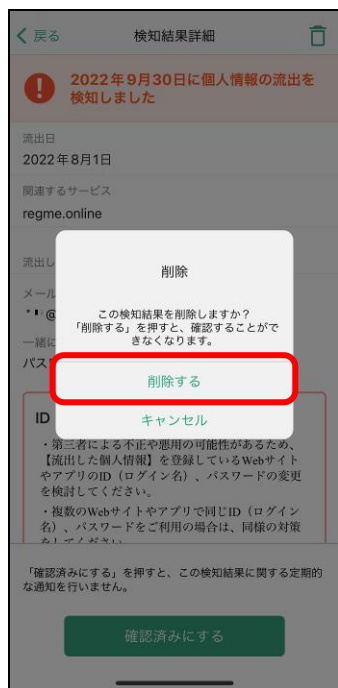 戻る 検知結果詳細
2022年9月30日に個人情報の流出を
検知しました
流出日
2022年8月1日
関連するサービス
regme.online
流出し
メール
@
一緒に
パス
削除
この検知結果を削除しますか？
「削除する」を押すと、確認することがで
きなくなります。
削除する
キャンセル
ID
・第三者による不正や悪用の可能性があるため、
【流出した個人情報】を登録しているWebサイト
やアプリのID（ログイン名）、パスワードの変更
を検討してください。
・複数のWebサイトやアプリで同じID（ログイン
名）、パスワードをご利用の場合は、同様の対策
をしてください。
「確認済みにする」を押すと、この検知結果に関する定期的
な通知を行いません。
確認済みにする